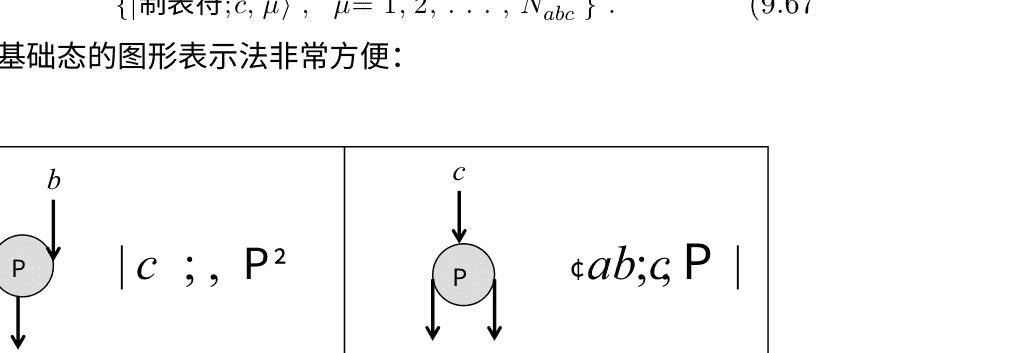 {|制表符;c, μ⟩ , μ= 1, 2, . . . , N_abc } . (9.67
基础态的图形表示法非常方便：
b c
P | c ; , P ² P ¢ab;c, P |